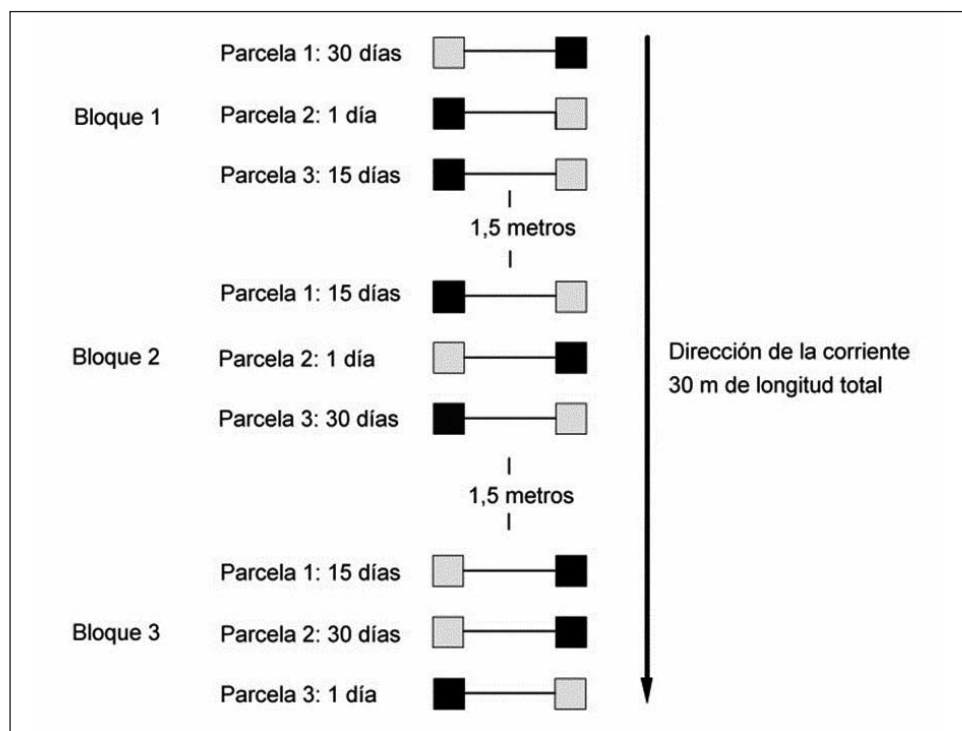 Parcela 1: 30 días
Bloque 1
Parcela 2: 1 día
Parcela 3: 15 días
1,5 metros
Parcela 1: 15 días
Bloque 2
Parcela 2: 1 día
Dirección de la corriente
30 m de longitud total
Parcela 3: 30 días
1,5 metros
Parcela 1: 15 días
Bloque 3
Parcela 2: 30 días
Parcela 3: 1 día